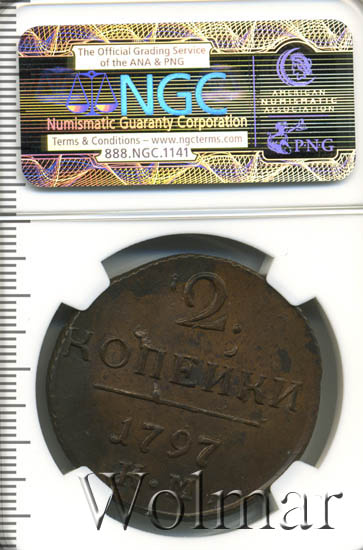 The Official Grading Service
of the ANA & PNG
NGC
Numismatic Guaranty Corporation
Terms & Conditions – www.ngcterms.com
888.NGC.1141
AMERICAN
NUMISMATIC
ASSOCIATION
PNG
2
КОПЕЙКИ
1797
К.М
Wolmar